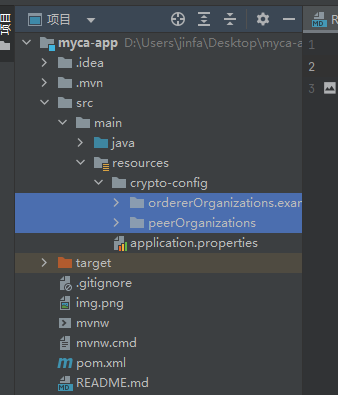 项目
项目
R
myca-app D:\Users\jinfa\Desktop\myca-a
1
.idea
2
.mvn
3
src
main
java
resources
crypto-config
ordererOrganizations.exar
peerOrganizations
application.properties
target
.gitignore
img.png
mvnw
mvnw.cmd
pom.xml
README.md